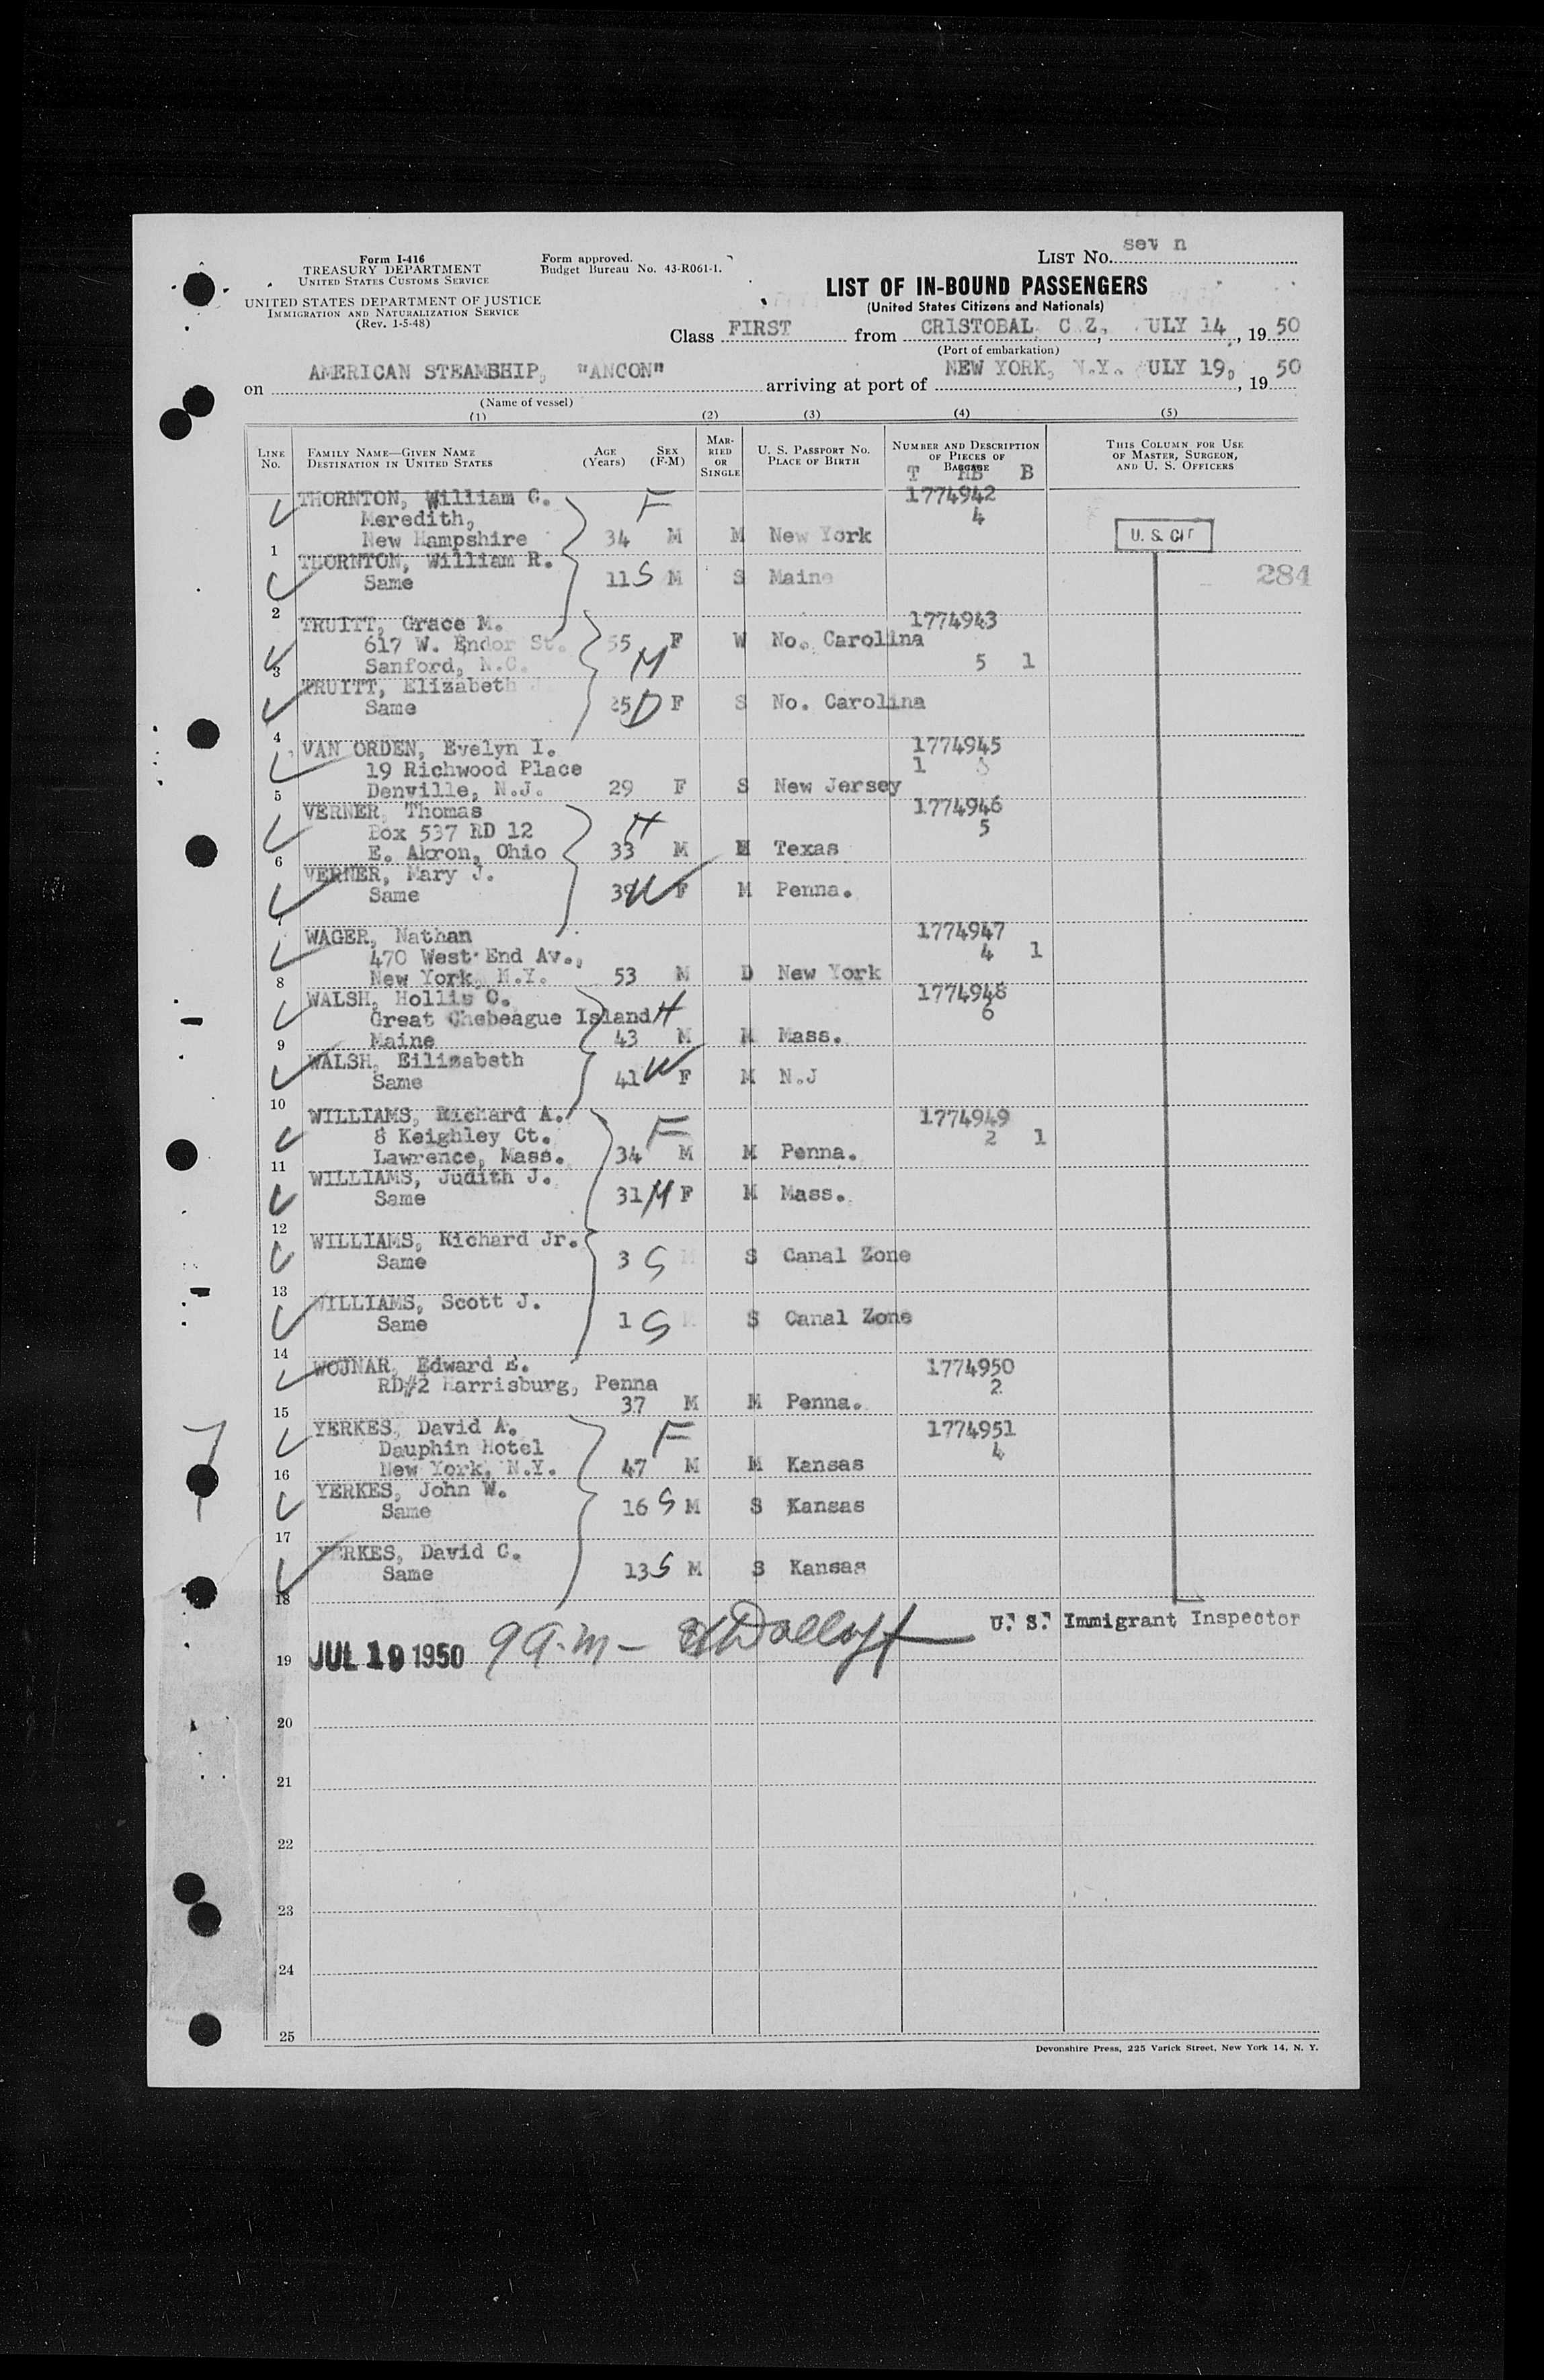 Form I-416
TREASURY DEPARTMENT
UNITED STATES CUSTOMS SERVICE
UNITED STATES DEPARTMENT OF JUSTICE
IMMIGRATION AND NATURALIZATION SERVICE
(Rev. 1-5-48)
Form approved.
Budget Bureau No. 43-R061-1.
LIST No. sev n
LIST OF IN-BOUND PASSENGERS
(United States Citizens and Nationals)
Class FIRST from CRISTOBAL, C.Z., ULY 14, 1950
(Port of embarkation)
on AMERICAN STEAMSHIP, "ANCON" arriving at port of NEW YORK, N.Y. ULY 19, 1950
(Name of vessel)
(1) (2) (3) (4) (5)
LINE No. FAMILY NAME—GIVEN NAME DESTINATION IN UNITED STATES AGE (Years) SEX (F-M) MARRIED OR SINGLE U. S. PASSPORT No. PLACE OF BIRTH NUMBER AND DESCRIPTION OF PIECES OF BAGGAGE THIS COLUMN FOR USE OF MASTER, SURGEON, AND U. S. OFFICERS
T HB B
THORNTON, William C. F 1774942
Meredith, 4
1 New Hampshire 34 M M New York U. S. CIT
THORNTON, William R.
Same 11 S M S Maine 284
2
TRUITT, Grace M. 1774943
617 W. Endor St. 55 F W No. Carolina
3 Sanford, N.C. M 5 1
TRUITT, Elizabeth
Same 25 D F S No. Carolina
4
VAN ORDEN, Evelyn I. 1774945
19 Richwood Place 1
5 Denville, N.J. 29 F S New Jersey
VERNER, Thomas 1774946
Box 537 RD 12 H 5
6 E. Akron, Ohio 33 M M Texas
VERNER, Mary J.
Same 39 W F M Penna.
7
WAGER, Nathan 1774947
470 West End Av., 4 1
8 New York, N.Y. 53 M D New York
WALSH, Hollis C. 1774948
Great Chebeague Island H 6
9 Maine 43 M M Mass.
WALSH, Eilizabeth
Same 41 W F M N.J
10
WILLIAMS, Richard A. F 1774949
8 Keighley Ct. 2 1
11 Lawrence, Mass. 34 M M Penna.
WILLIAMS, Judith J.
Same 31 M F M Mass.
12
WILLIAMS, Richard Jr.
Same 3 S M S Canal Zone
13
WILLIAMS, Scott J.
Same 1 S S Canal Zone
14
WOJNAR, Edward E. 1774950
RD#2 Harrisburg, Penna 2
15 37 M M Penna.
YERKES, David A. F 1774951
Dauphin Hotel 4
16 New York, N.Y. 47 M M Kansas
YERKES, John W.
Same 16 S M S Kansas
17
YERKES, David C.
Same 13 S M S Kansas
18
U. S. Immigrant Inspector
19 JUL 19 1950 9 a.m –
20
21
22
23
24
25
Devonshire Press, 225 Varick Street, New York 14, N. Y.